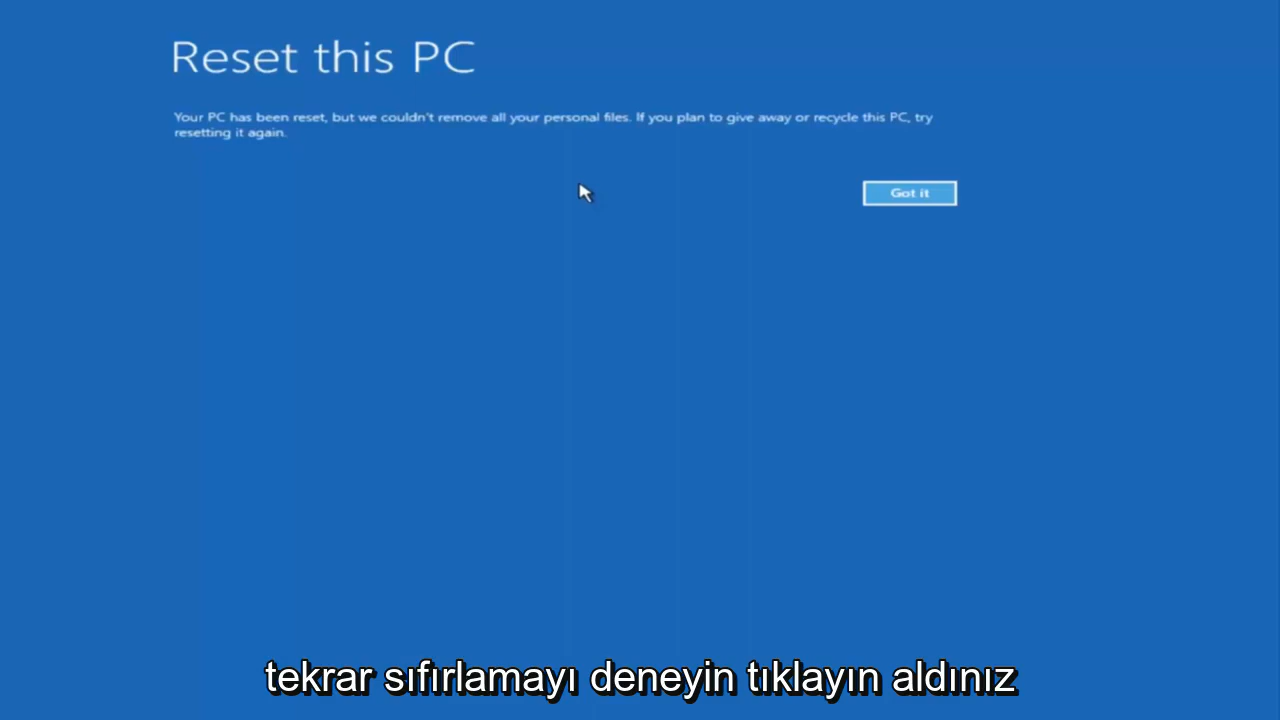 Reset this PC
Your PC has been reset, but we couldn't remove all your personal files. If you plan to give away or recycle this PC, try
resetting it again.
Got it
tekrar sıfırlamayı deneyin tıklayın aldınız